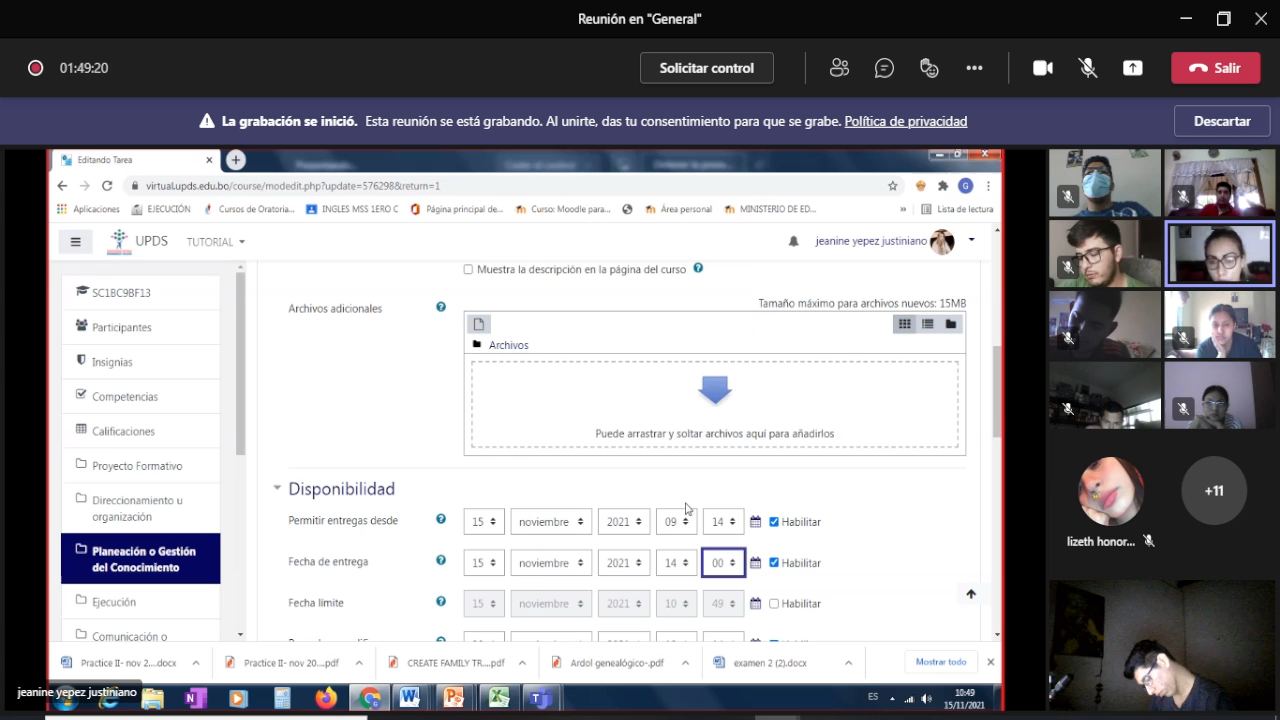 Reunión en "General"
01:49:20
Solicitar control
Salir
La grabación se inició. Esta reunión se está grabando. Al unirte, das tu consentimiento para que se grabe. Política de privacidad
Descartar
Editando Tarea
virtual.upds.edu.bo/course/modedit.php?update=576298&return=1
G
Aplicaciones
EJECUCIÓN
Cursos de Oratoria...
INGLES MSS 1ERO C
Página principal de...
Curso: Moodle para...
Área personal
MINISTERIO DE ED...
»
Lista de lectura
UPDS
TUTORIAL
jeanine yepez justiniano
SC1BC9BF13
Participantes
Insignias
Competencias
Calificaciones
Proyecto Formativo
Direccionamiento u
organización
Planeación o Gestión
del Conocimiento
Ejecución
Comunicación o
Muestra la descripción en la página del curso
Archivos adicionales
Tamaño máximo para archivos nuevos: 15MB
Archivos
Puede arrastrar y soltar archivos aquí para añadirlos
Disponibilidad
Permitir entregas desde
15 noviembre 2021 09 14 Habilitar
Fecha de entrega
15 noviembre 2021 14 00 Habilitar
Fecha límite
15 noviembre 2021 10 49 Habilitar
Practice II- nov 2....docx
Practice II- nov 20....pdf
CREATE FAMILY TR....pdf
Ardol genealógico-.pdf
examen 2 (2).docx
Mostrar todo
jeanine yepez justiniano
ES
10:49
15/11/2021
+11
lizeth honor...